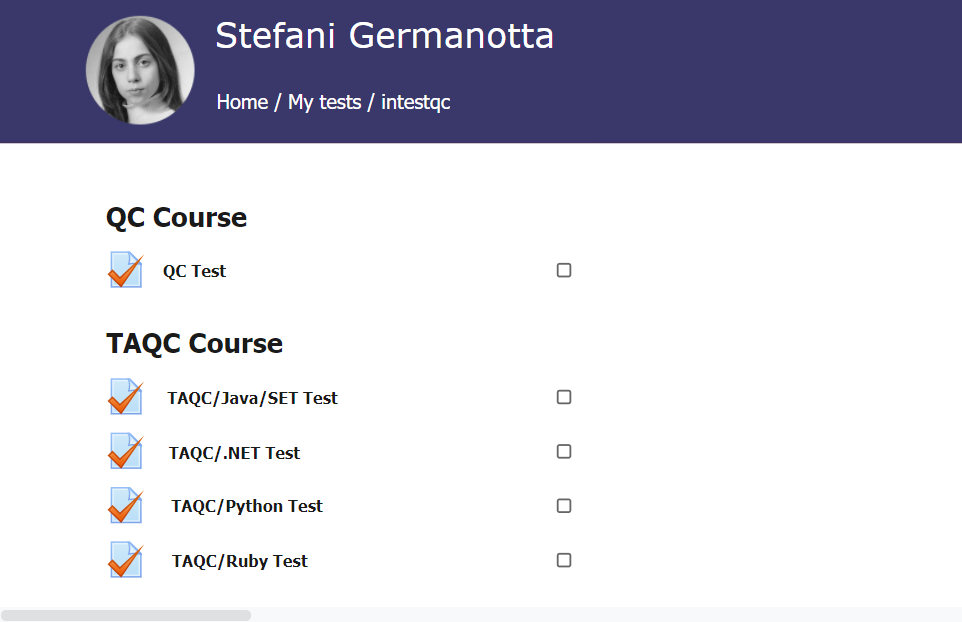 Stefani Germanotta
Home / My tests / intestqc
QC Course
QC Test
TAQC Course
TAQC/Java/SET Test
TAQC/.NET Test
TAQC/Python Test
TAQC/Ruby Test